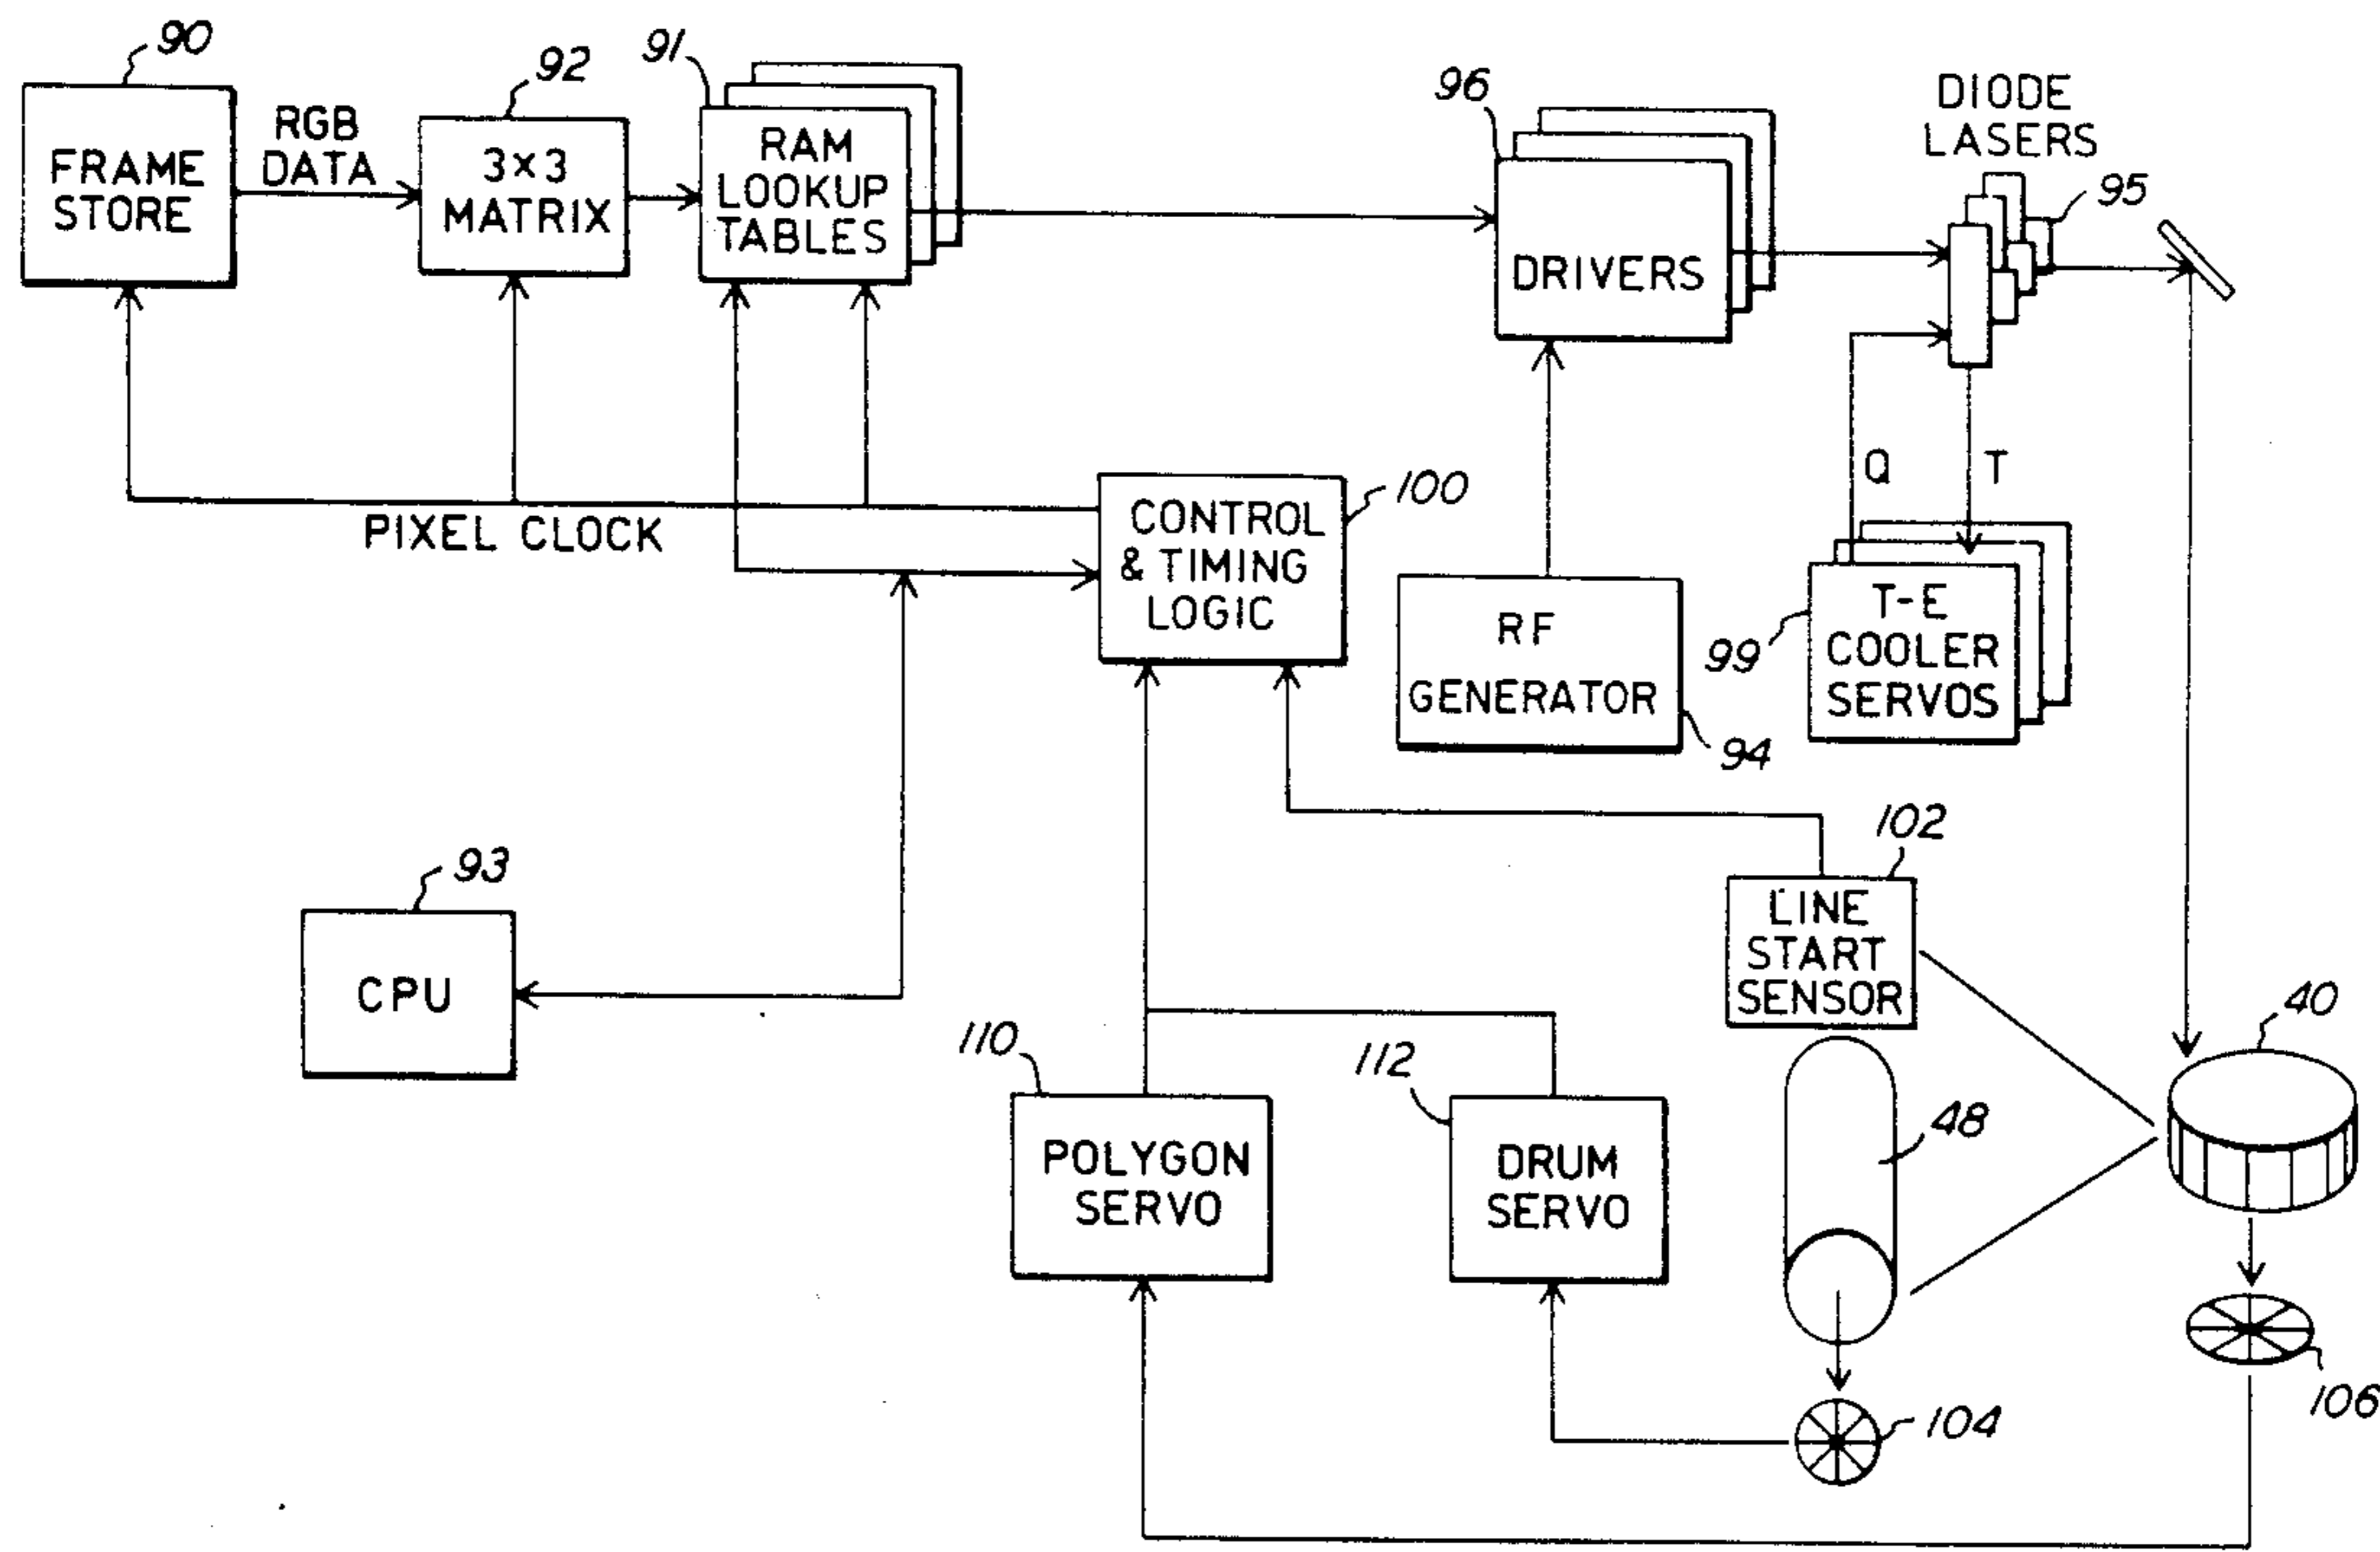 90
FRAME
STORE
RGB
DATA
92
3×3
MATRIX
91
RAM
LOOKUP
TABLES
96
DRIVERS
DIODE
LASERS
95
PIXEL CLOCK
CONTROL
& TIMING
LOGIC
100
RF
GENERATOR
94
Q
T
T-E
COOLER
SERVOS
99
93
CPU
102
LINE
START
SENSOR
110
POLYGON
SERVO
112
DRUM
SERVO
48
40
104
106